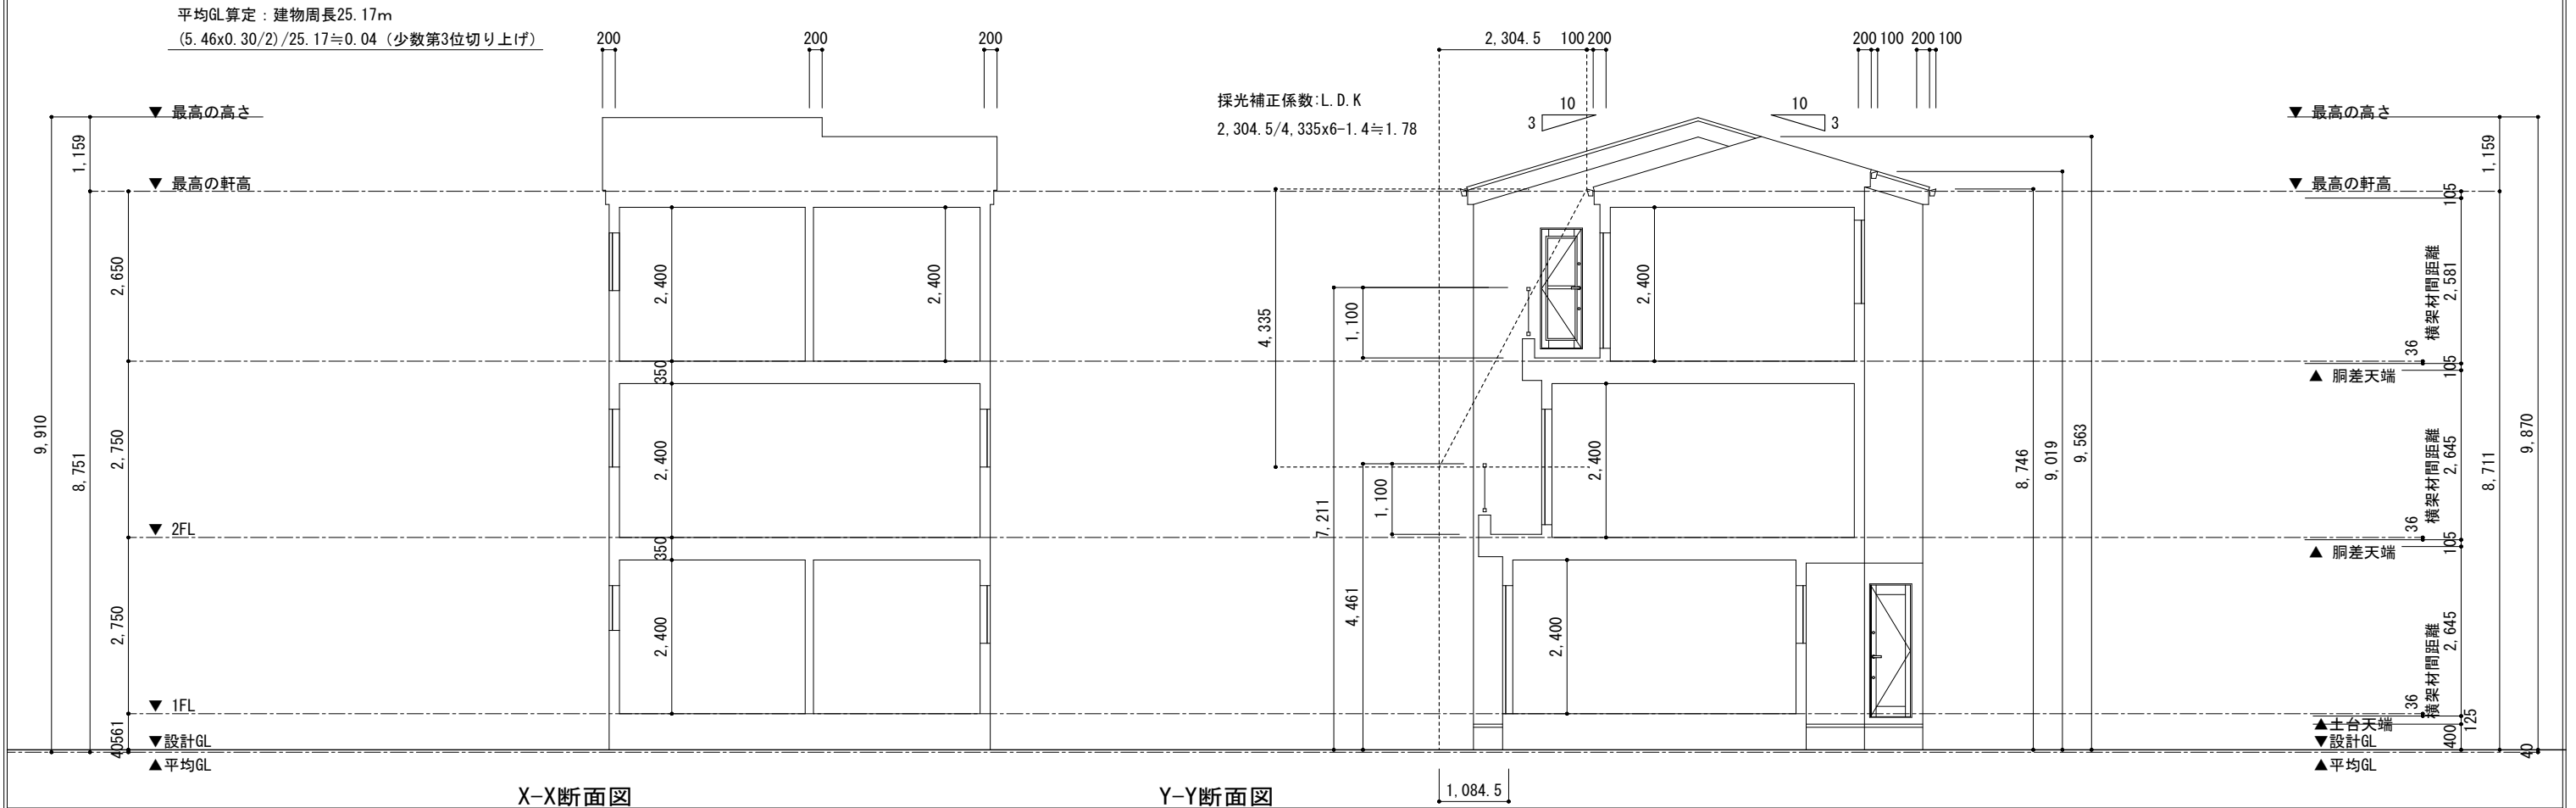 平均GL算定：建物周長25.17m
(5.46x0.30/2)/25.17≒0.04（少数第3位切り上げ）
200
200
200
2,304.5
100
200
200
100
200
100
採光補正係数:L.D.K
2,304.5/4,335x6-1.4≒1.78
10
3
10
3
▼ 最高の高さ
▼ 最高の軒高
▼ 2FL
▼ 1FL
▼設計GL
▲平均GL
9,910
1,159
8,751
2,650
2,750
2,750
561
40
2,400
2,400
350
2,400
350
2,400
4,335
1,100
7,211
1,100
4,461
2,400
2,400
2,400
8,746
9,019
9,563
▼ 最高の高さ
▼ 最高の軒高
1,159
105
横架材間距離
2,581
36
105
▲ 胴差天端
横架材間距離
2,645
36
105
▲ 胴差天端
横架材間距離
2,645
36
125
▲土台天端
400
▼設計GL
40
▲平均GL
8,711
9,870
1,084.5
X-X断面図
Y-Y断面図